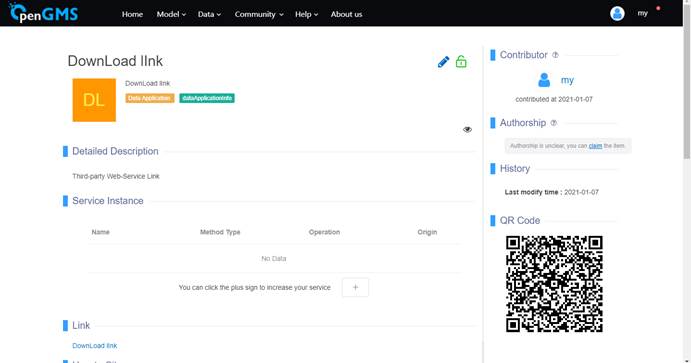 OpenGMS
Home Model Data Community Help About us
my
DownLoad lInk
DL
DownLoad link
Data Application dataApplicationInfo
Detailed Description
Third-party Web-Service Link
Service Instance
Name Method Type Operation Origin
No Data
You can click the plus sign to increase your service +
Link
DownLoad link
Contributor
my
contributed at 2021-01-07
Authorship
Authorship is unclear, you can claim the item.
History
Last modify time : 2021-01-07
QR Code